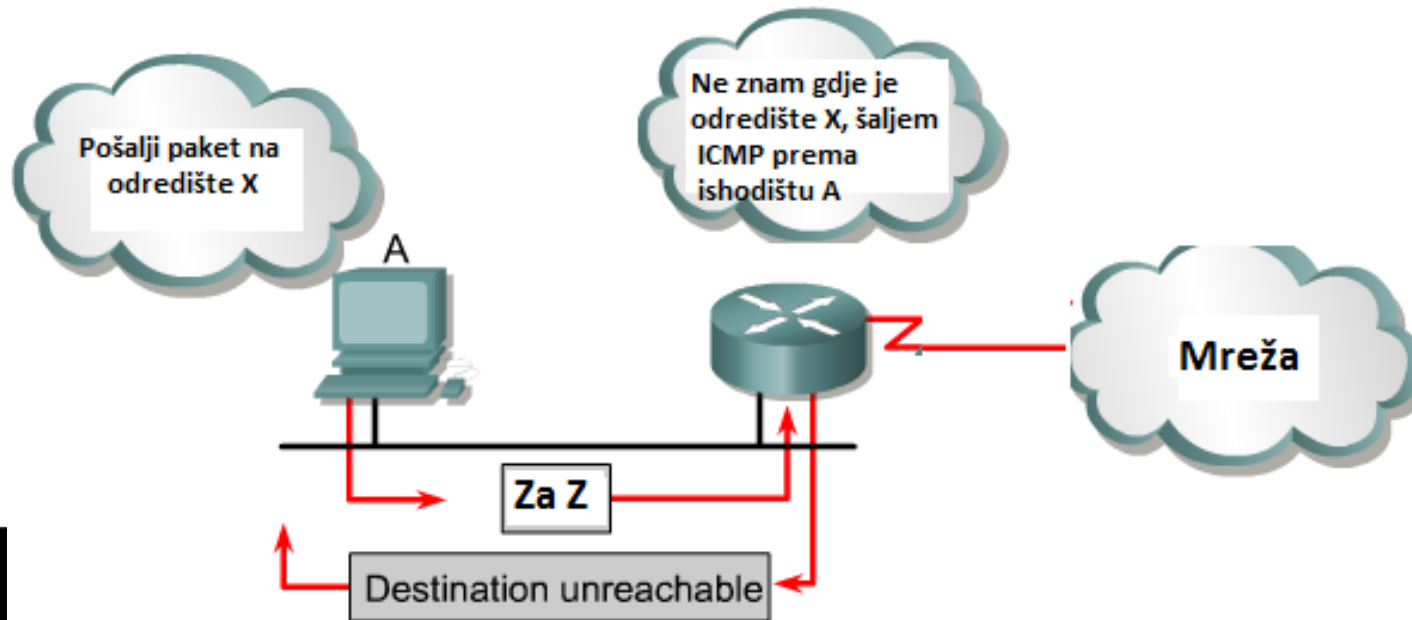 Pošalji paket na
odredište X
Ne znam gdje je
odredište X, šaljem
ICMP prema
ishodištu A
A
Mreža
Za Z
Destination unreachable